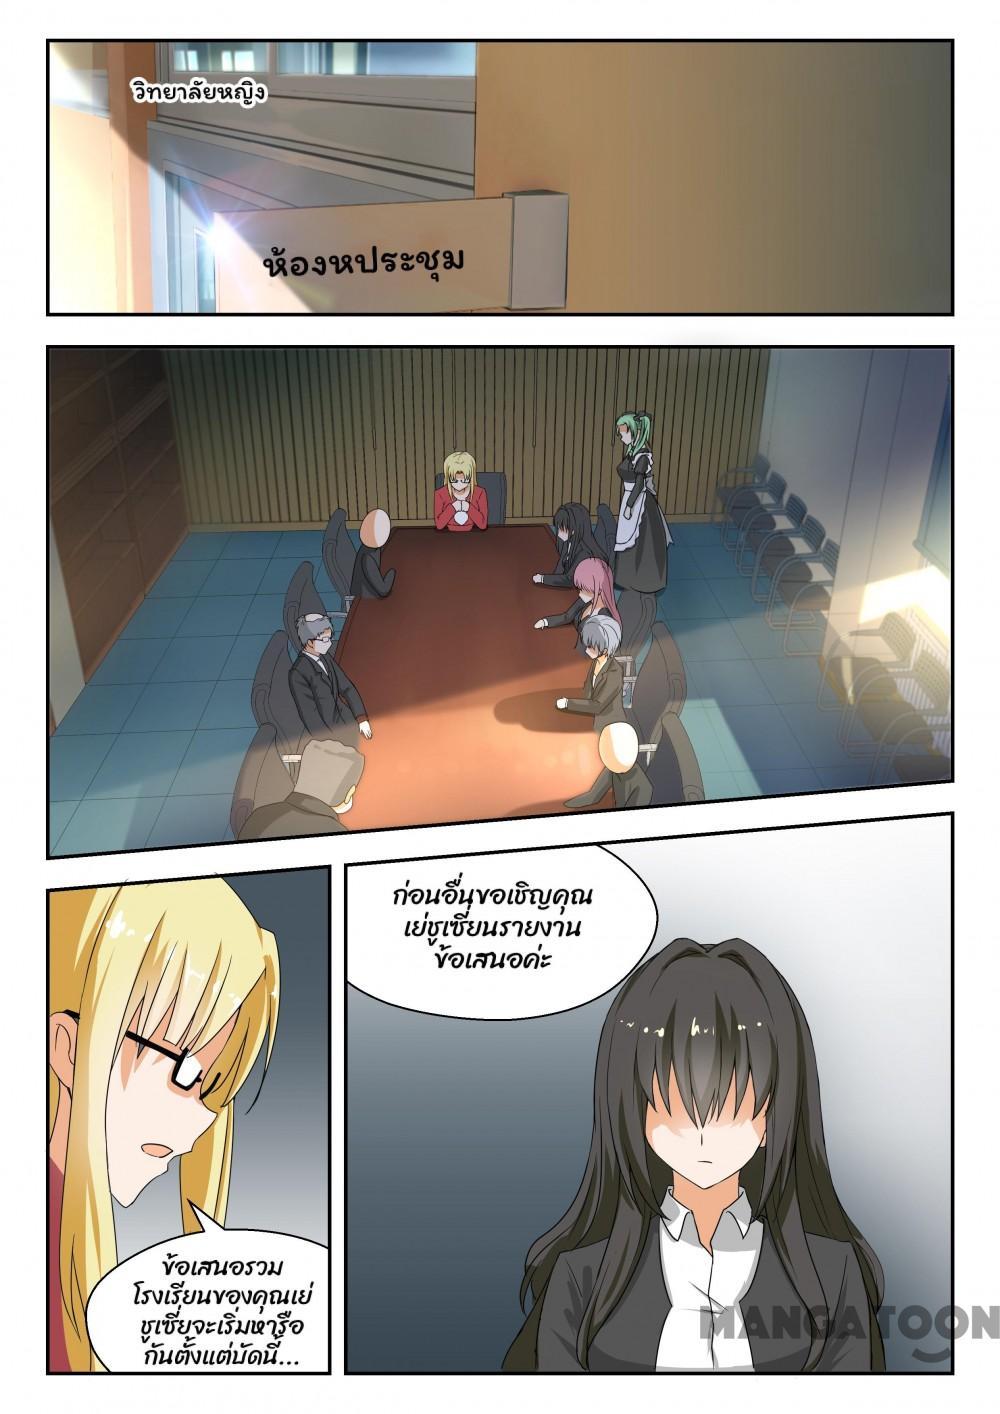 วิทยาลัยหญิง
ห้องหประชุม
ข้อเสนอรวม
โรงเรียนของคุณเย่
ชูเซี่ยจะเริ่มหารือ
กันตั้งแต่บัดนี้...
ก่อนอื่นขอเชิญคุณ
เย่ชูเซี่ยนรายงาน
ข้อเสนอค่ะ
MANGATOON